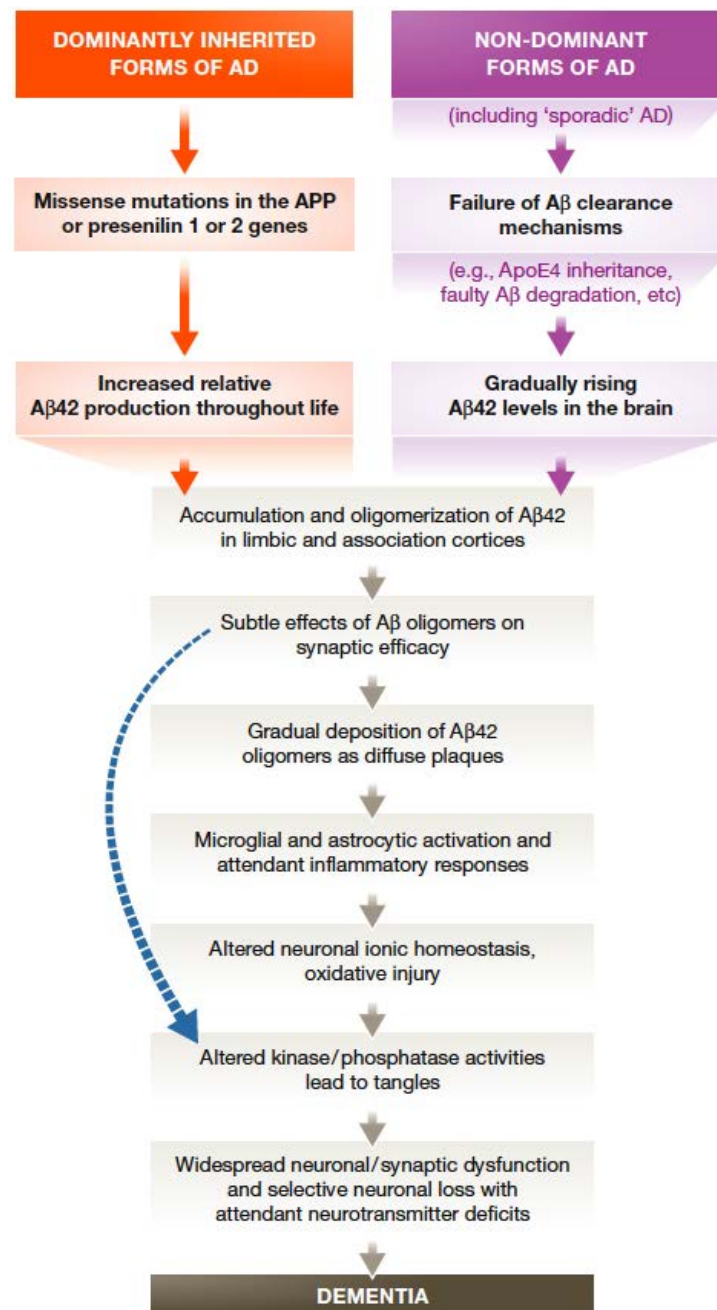 DOMINANTLY INHERITED
FORMS OF AD
NON-DOMINANT
FORMS OF AD
(including ‘sporadic’ AD)
Missense mutations in the APP
or presenilin 1 or 2 genes
Failure of Aβ clearance
mechanisms
(e.g., ApoE4 inheritance,
faulty Aβ degradation, etc)
Increased relative
Aβ42 production throughout life
Gradually rising
Aβ42 levels in the brain
Accumulation and oligomerization of Aβ42
in limbic and association cortices
Subtle effects of Aβ oligomers on
synaptic efficacy
Gradual deposition of Aβ42
oligomers as diffuse plaques
Microglial and astrocytic activation and
attendant inflammatory responses
Altered neuronal ionic homeostasis,
oxidative injury
Altered kinase/phosphatase activities
lead to tangles
Widespread neuronal/synaptic dysfunction
and selective neuronal loss with
attendant neurotransmitter deficits
DEMENTIA